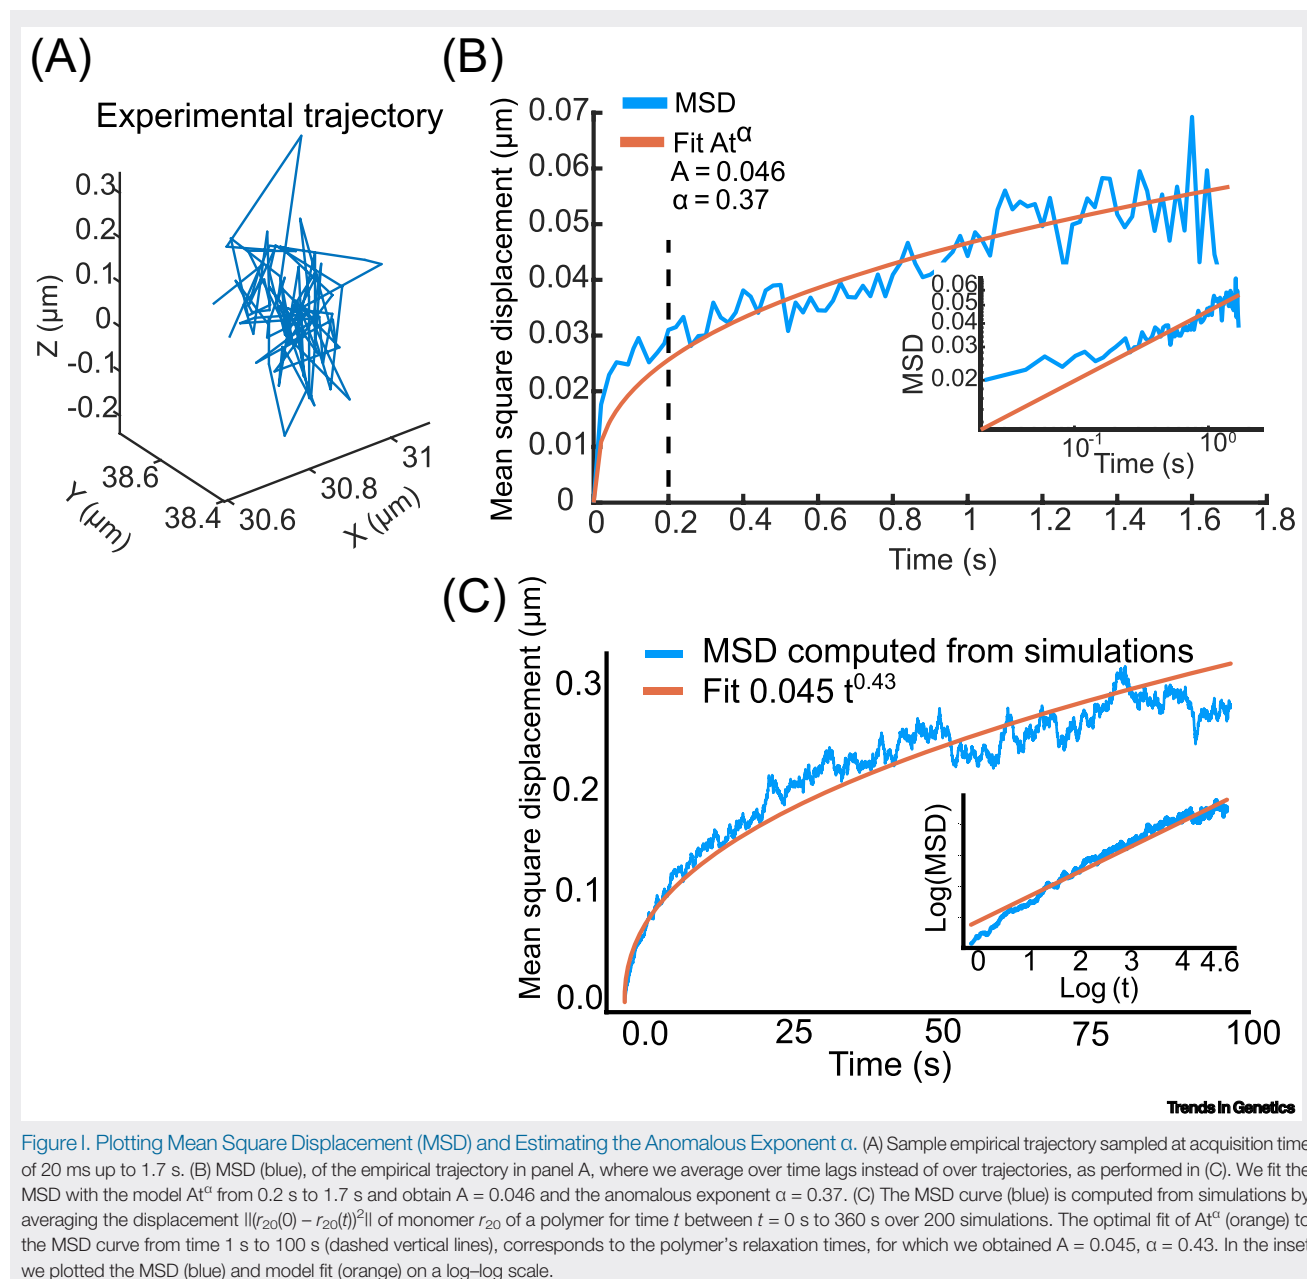 (A)
Experimental trajectory
0.3
0.2
0.1
0
-0.1
-0.2
Z (μm)
38.6
38.4
Y (μm)
30.6
30.8
31
X (μm)
(B)
MSD
Fit Atα
A = 0.046
α = 0.37
Mean square displacement (μm)
0.07
0.06
0.05
0.04
0.03
0.02
0.01
0
0 0.2 0.4 0.6 0.8 1 1.2 1.4 1.6 1.8
Time (s)
MSD
0.06
0.05
0.04
0.03
0.02
10-1 100
Time (s)
(C)
MSD computed from simulations
Fit 0.045 t0.43
Mean square displacement (μm)
0.3
0.2
0.1
0.0
0.0 25 50 75 100
Time (s)
Log(MSD)
0 1 2 3 4 4.6
Log (t)
Trends in Genetics
Figure I. Plotting Mean Square Displacement (MSD) and Estimating the Anomalous Exponent α. (A) Sample empirical trajectory sampled at acquisition time
of 20 ms up to 1.7 s. (B) MSD (blue), of the empirical trajectory in panel A, where we average over time lags instead of over trajectories, as performed in (C). We fit the
MSD with the model Atα from 0.2 s to 1.7 s and obtain A = 0.046 and the anomalous exponent α = 0.37. (C) The MSD curve (blue) is computed from simulations by
averaging the displacement ||(r20(0) – r20(t))2|| of monomer r20 of a polymer for time t between t = 0 s to 360 s over 200 simulations. The optimal fit of Atα (orange) to
the MSD curve from time 1 s to 100 s (dashed vertical lines), corresponds to the polymer's relaxation times, for which we obtained A = 0.045, α = 0.43. In the inset
we plotted the MSD (blue) and model fit (orange) on a log–log scale.